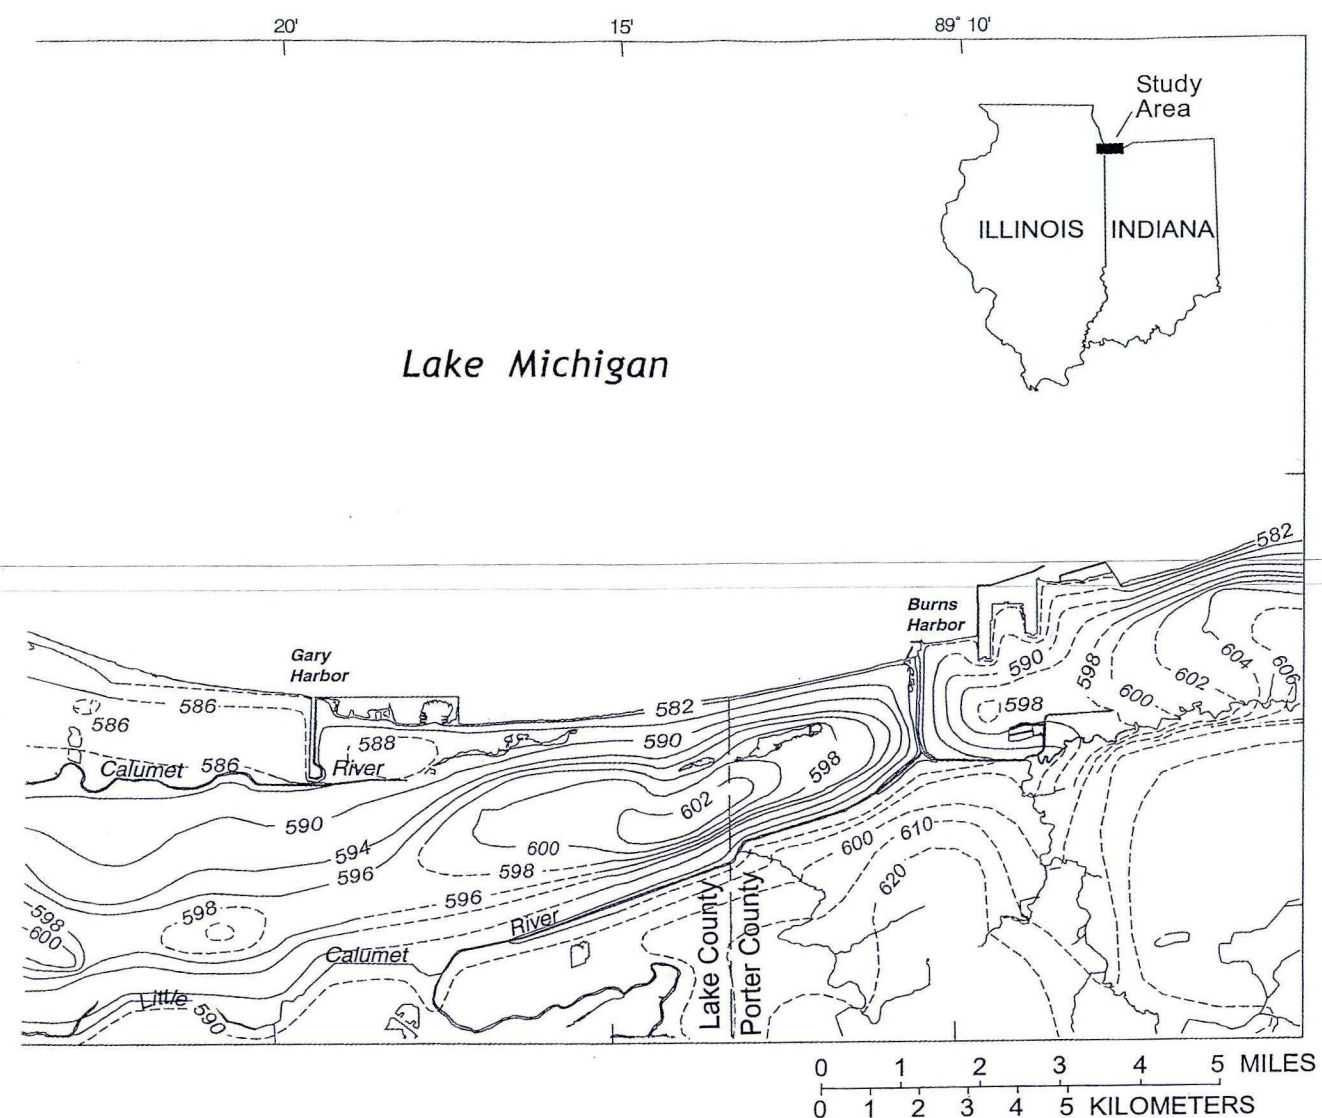 20'
15'
89° 10'
Study
Area
ILLINOIS
INDIANA
Lake Michigan
582
Burns
Harbor
Gary
Harbor
590
598
604
606
602
600
586
582
598
586
588
590
Calumet
586
River
598
602
590
600
610
594
600
598
596
620
596
598
598
600
River
Calumet
Lake County
Porter County
Little
590
0 1 2 3 4 5 MILES
0 1 2 3 4 5 KILOMETERS